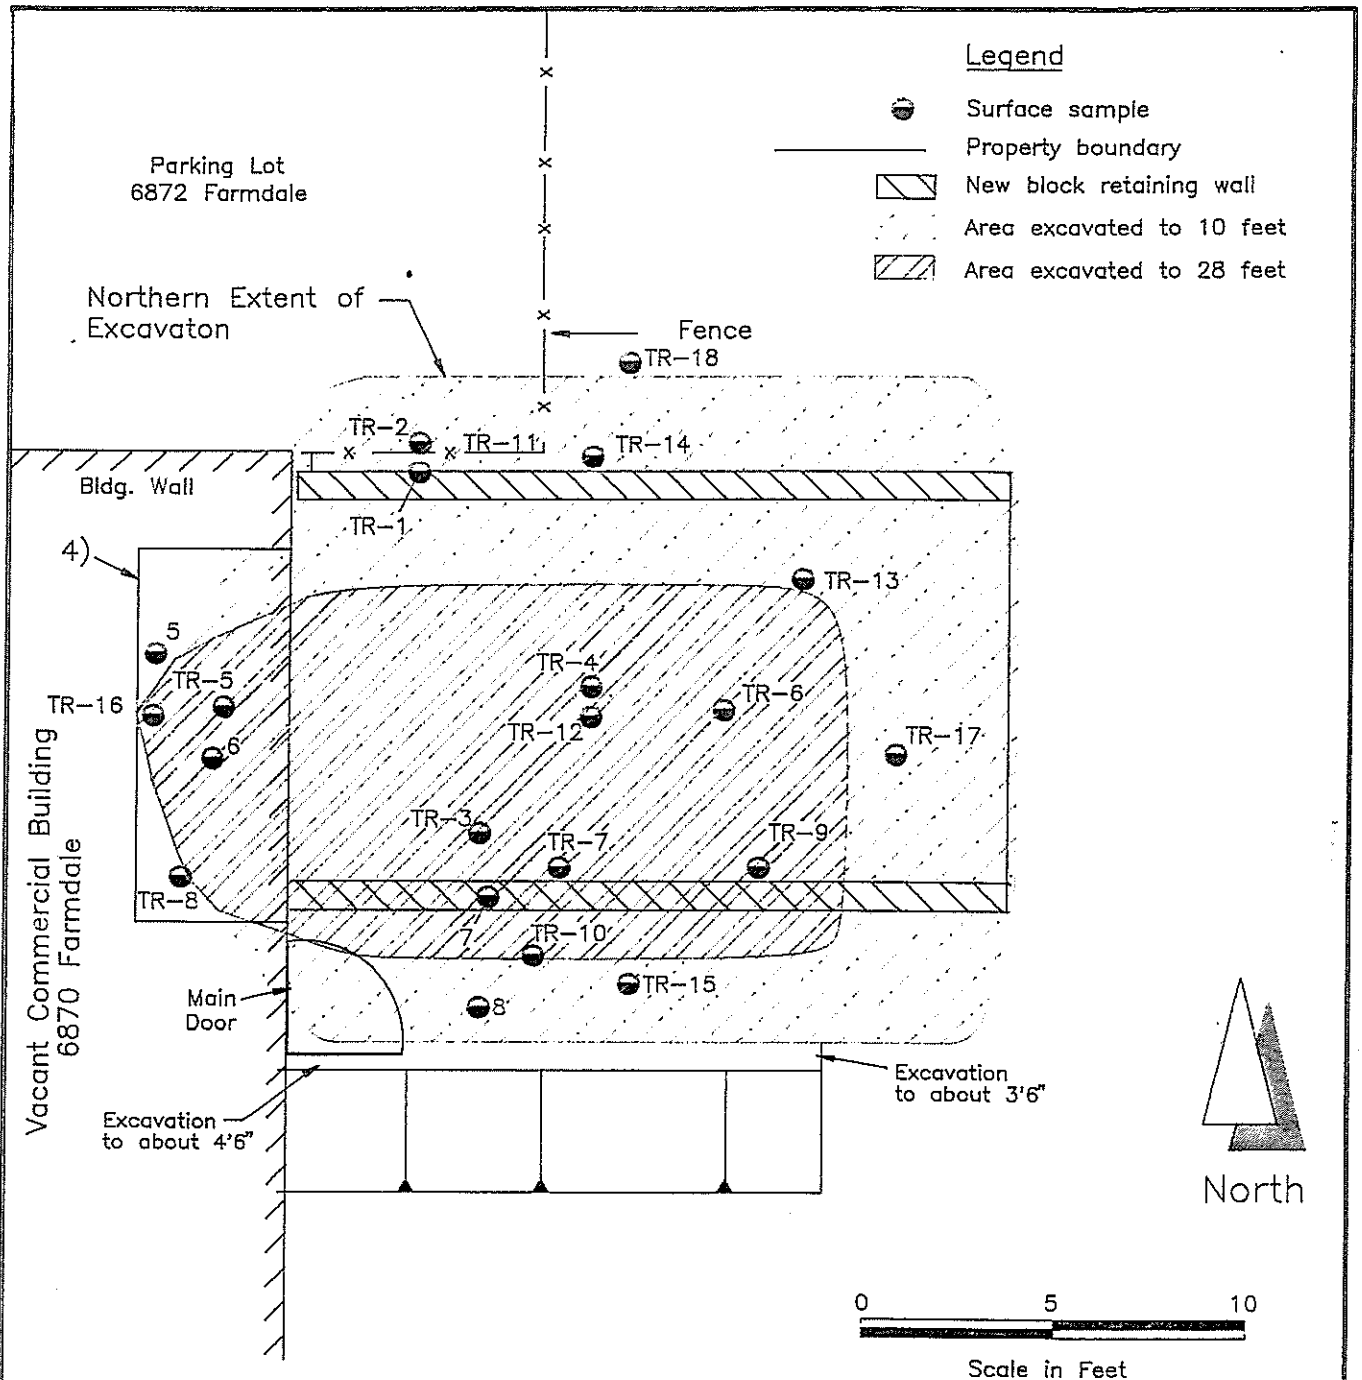 Legend
Surface sample
Property boundary
New block retaining wall
Area excavated to 10 feet
Area excavated to 28 feet
Parking Lot
6872 Farmdale
Northern Extent of
Excavaton
Fence
TR-18
TR-2
TR-11
TR-14
Bldg. Wall
TR-1
4)
TR-13
5
TR-5
TR-4
TR-6
TR-16
TR-12
6
TR-17
TR-3
TR-7
TR-9
TR-8
7
TR-10
TR-15
8
Main
Door
Vacant Commercial Building
6870 Farmdale
Excavation
to about 4'6"
Excavation
to about 3'6"
North
0 5 10
Scale in Feet
x
x
x
x
x
x
x